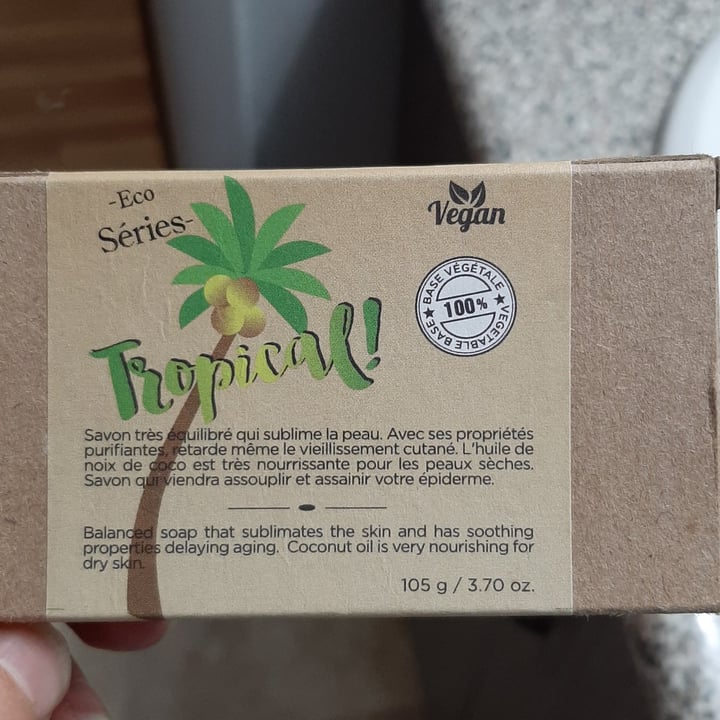 -Eco
Séries-
Vegan
BASE VÉGÉTALE
100%
VEGETABLE BASE
Tropical!
Savon très équilibré qui sublime la peau. Avec ses propriétés
purifiantes, retarde même le vieillissement cutané. L'huile de
noix de coco est très nourrissante pour les peaux sèches.
Savon qui viendra assouplir et assainir votre épiderme.
Balanced soap that sublimates the skin and has soothing
properties delaying aging. Coconut oil is very nourishing for
dry skin.
105 g / 3.70 oz.